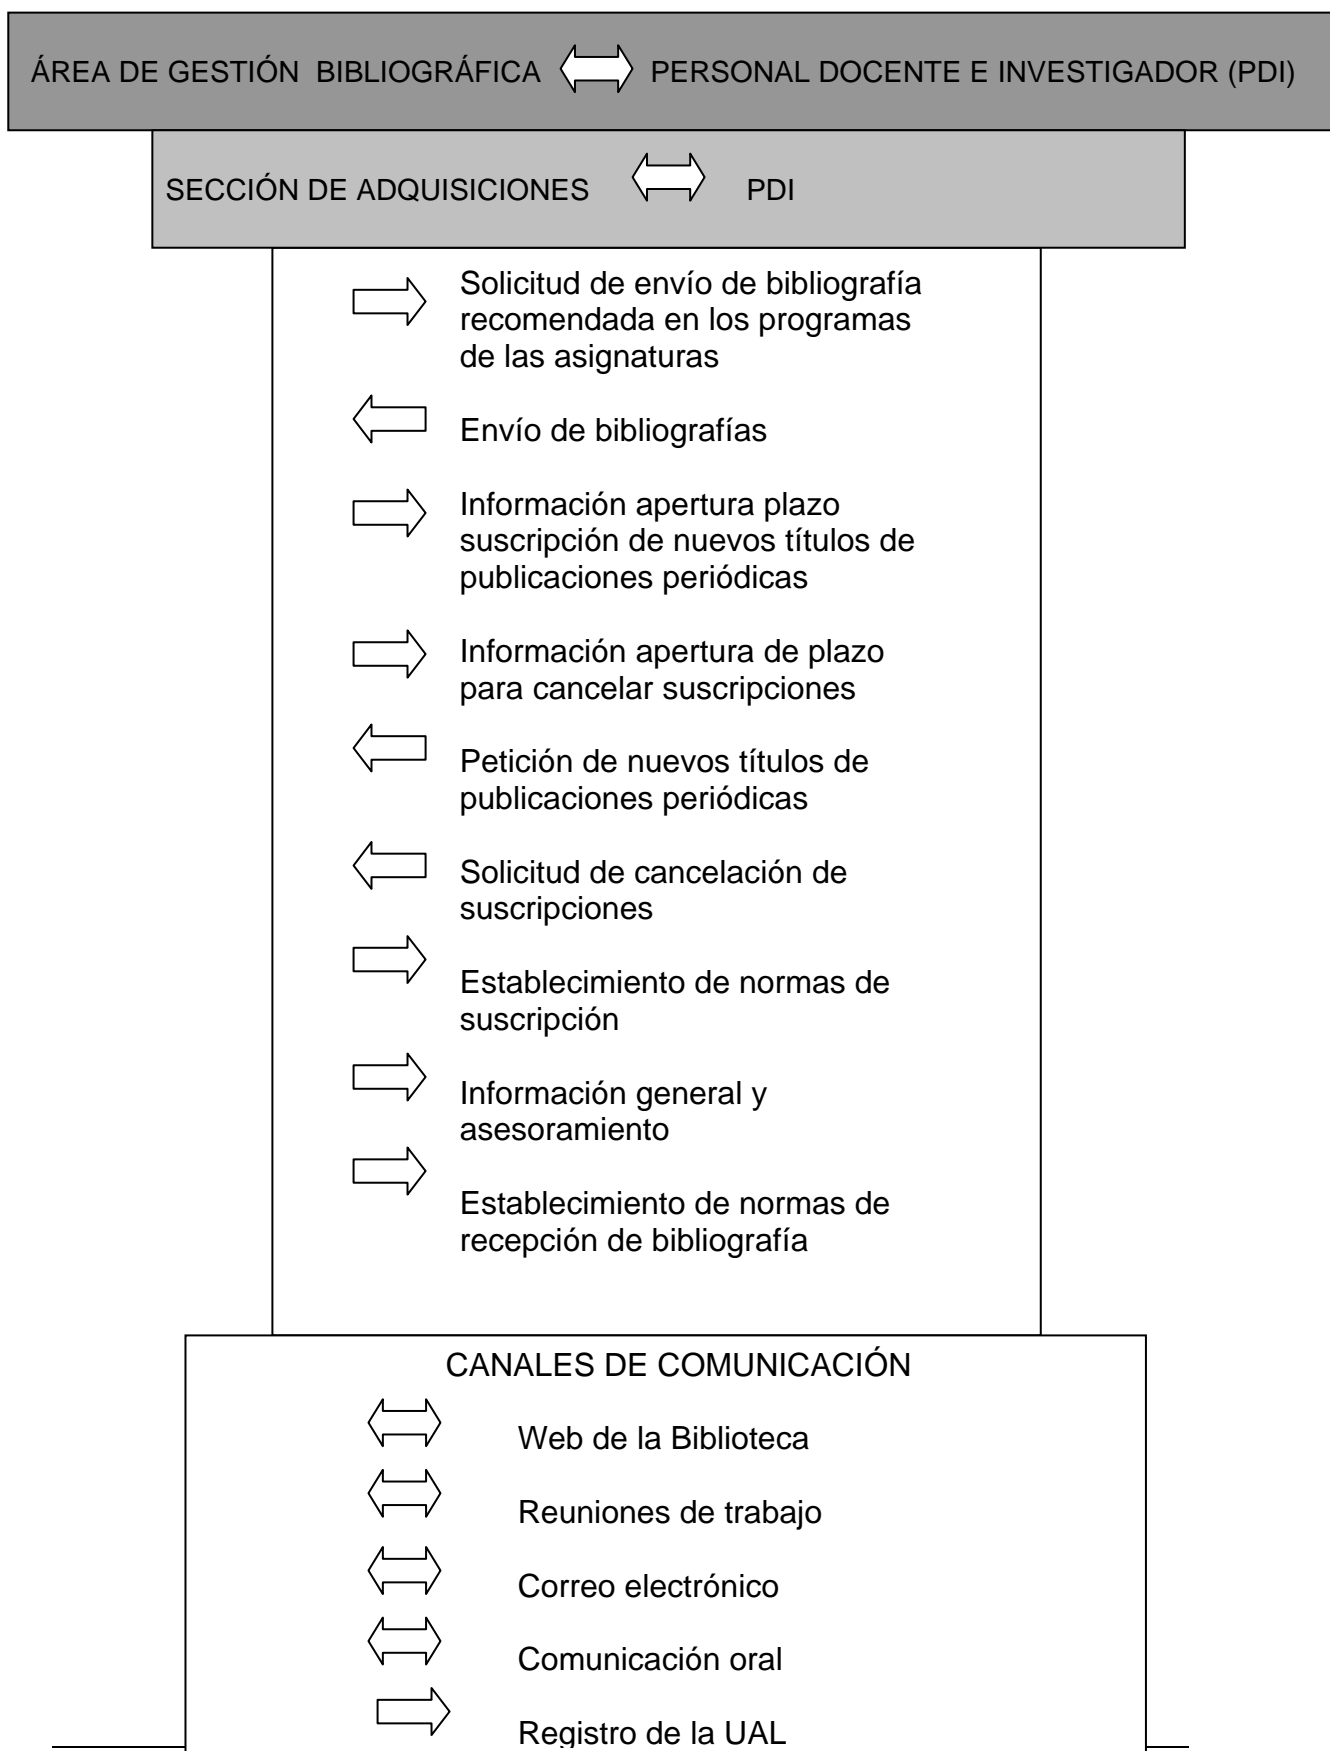 ÁREA DE GESTIÓN BIBLIOGRÁFICA PERSONAL DOCENTE E INVESTIGADOR (PDI)
SECCIÓN DE ADQUISICIONES PDI
Solicitud de envío de bibliografía
recomendada en los programas
de las asignaturas
Envío de bibliografías
Información apertura plazo
suscripción de nuevos títulos de
publicaciones periódicas
Información apertura de plazo
para cancelar suscripciones
Petición de nuevos títulos de
publicaciones periódicas
Solicitud de cancelación de
suscripciones
Establecimiento de normas de
suscripción
Información general y
asesoramiento
Establecimiento de normas de
recepción de bibliografía
CANALES DE COMUNICACIÓN
Web de la Biblioteca
Reuniones de trabajo
Correo electrónico
Comunicación oral
Registro de la UAL